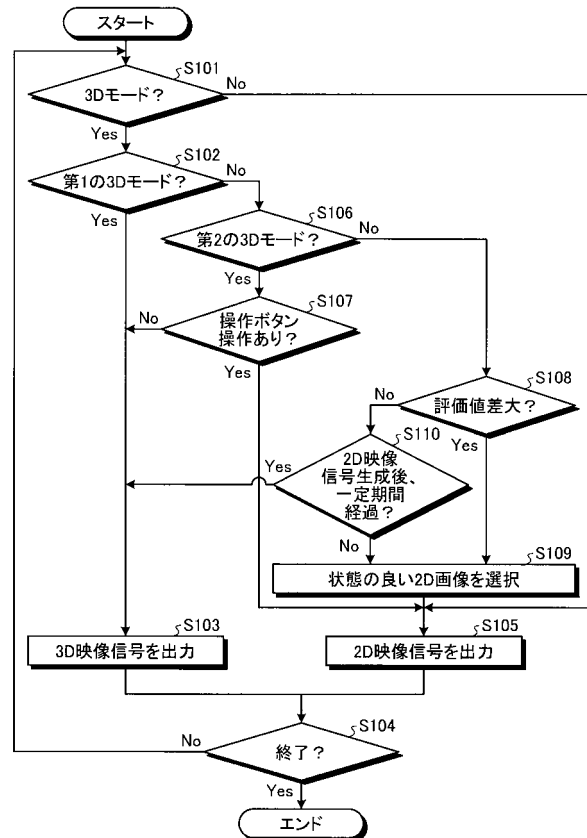 スタート
S101
3Dモード？
No
Yes
S102
第1の3Dモード？
No
Yes
S106
第2の3Dモード？
No
Yes
S107
操作ボタン
操作あり？
No
Yes
S108
評価値差大？
No
Yes
S110
2D映像
信号生成後、
一定期間
経過？
Yes
No
S109
状態の良い2D画像を選択
S103
3D映像信号を出力
S105
2D映像信号を出力
S104
終了？
No
Yes
エンド